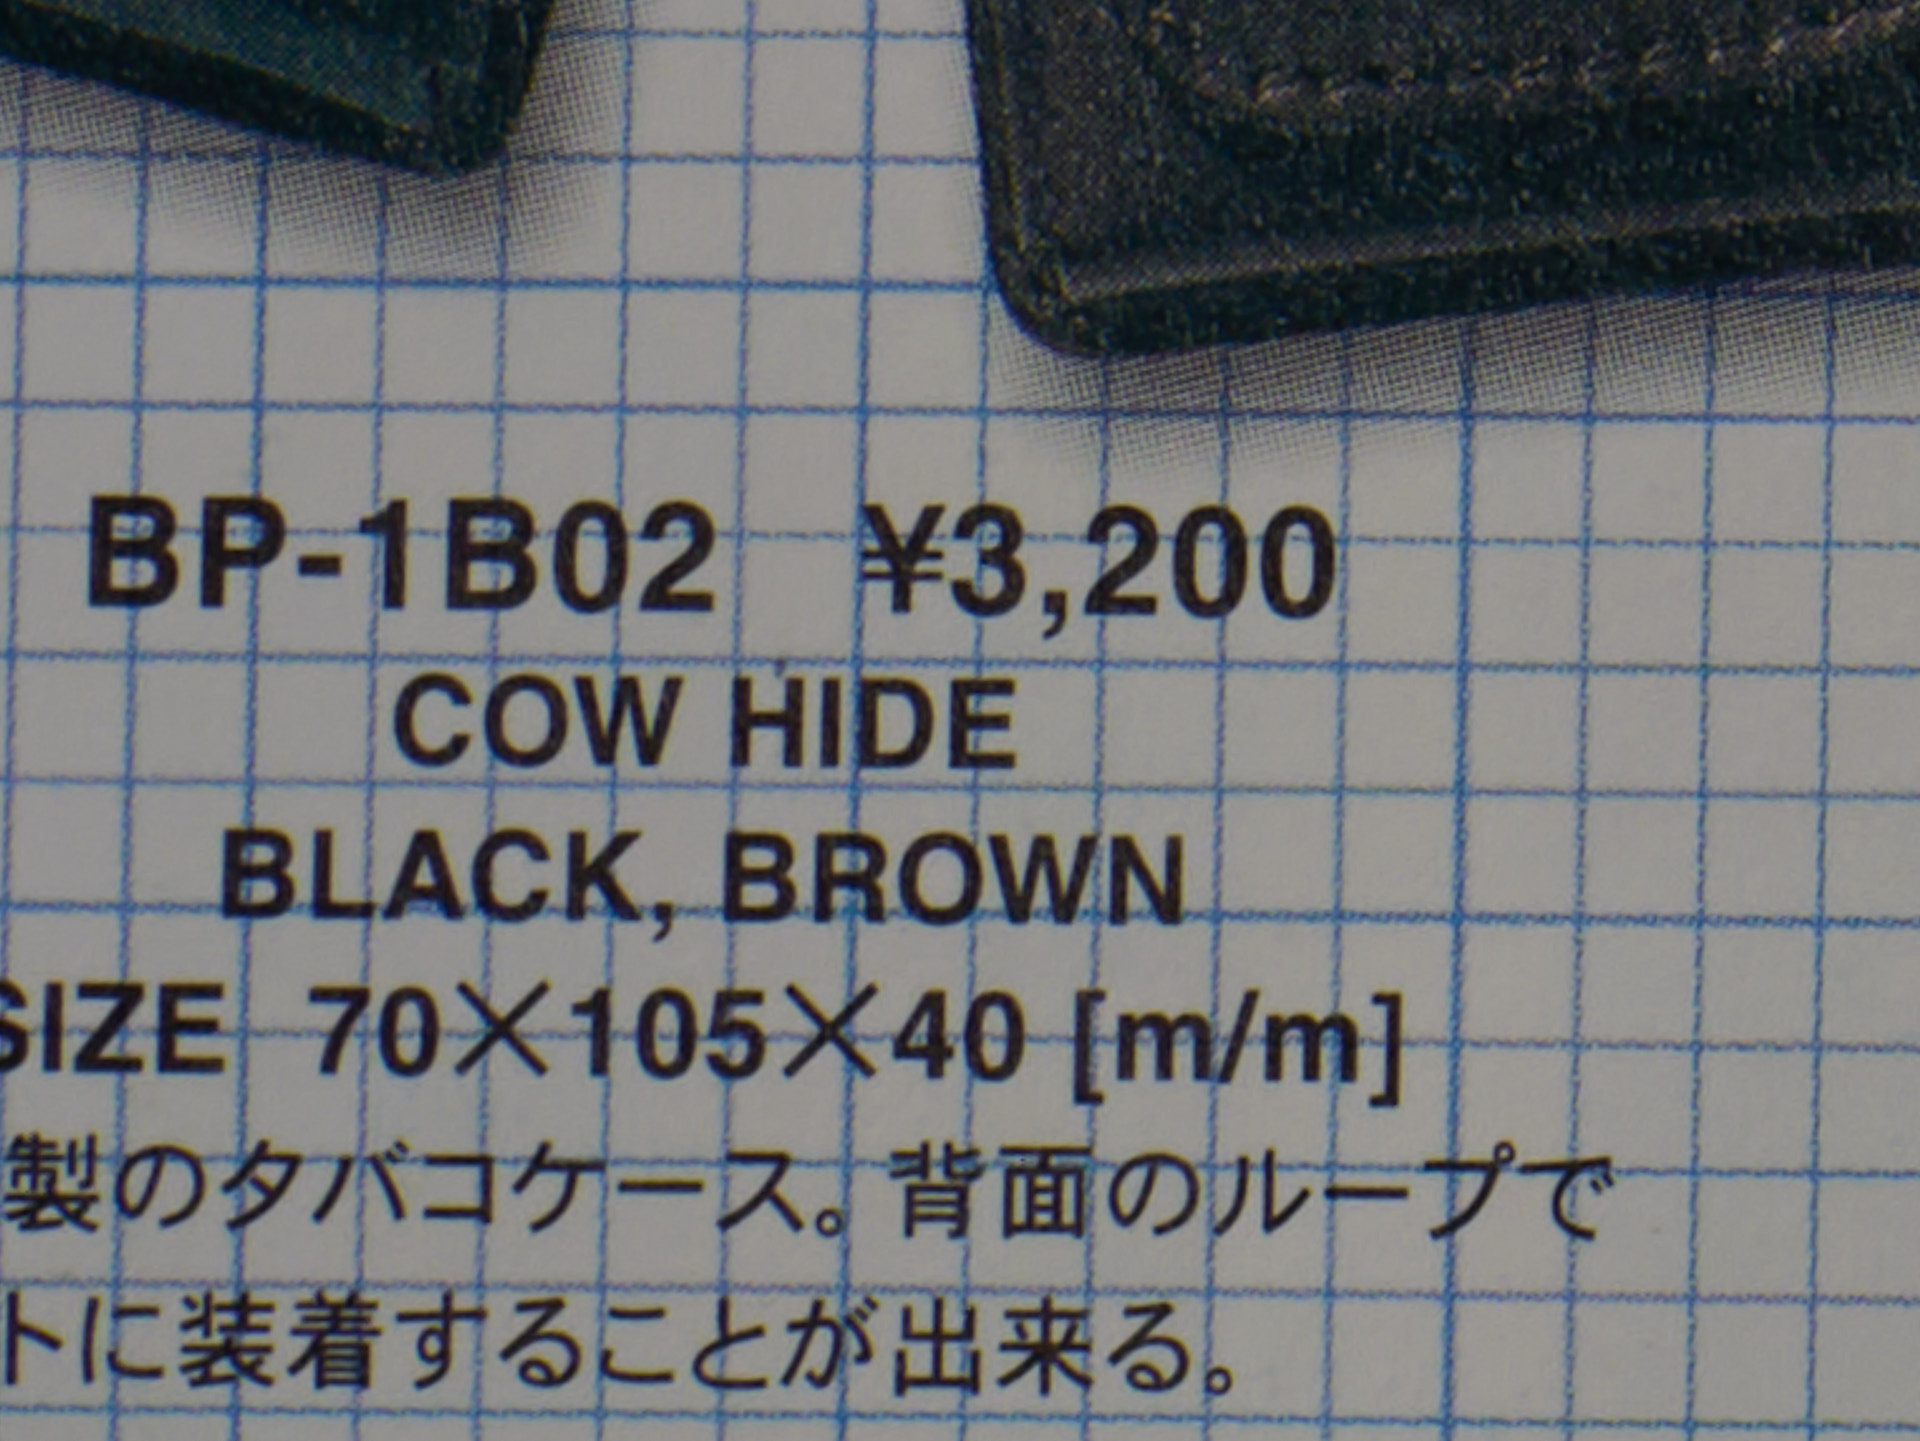 BP-1B02 ¥3,200
COW HIDE
BLACK, BROWN
SIZE 70×105×40 [m/m]
製のタバコケース。背面のループで
トに装着することが出来る。